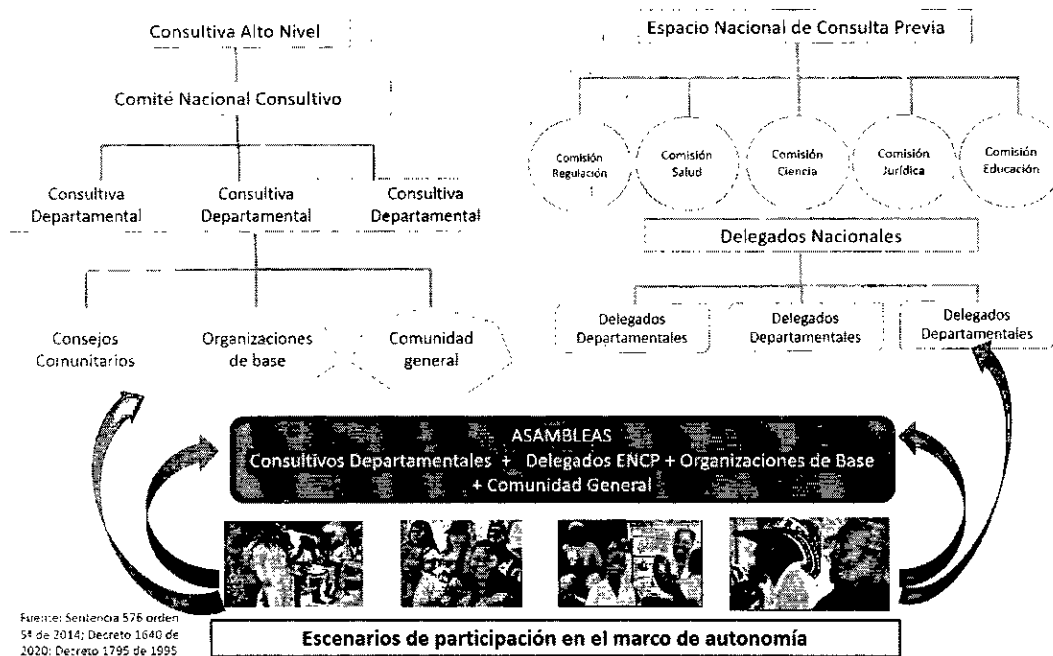 Consultiva Alto Nivel
Comité Nacional Consultivo
Consultiva
Departamental
Consultiva
Departamental
Consultiva
Departamental
Consejos
Comunitarios
Organizaciones
de base
Comunidad
general
Espacio Nacional de Consulta Previa
Comisión
Regulación
Comisión
Salud
Comisión
Ciencia
Comisión
Jurídica
Comisión
Educación
Delegados Nacionales
Delegados
Departamentales
Delegados
Departamentales
Delegados
Departamentales
ASAMBLEAS
Consultivos Departamentales + Delegados ENCP + Organizaciones de Base
+ Comunidad General
Fuente: Sentencia 576 orden
5ª de 2014; Decreto 1640 de
2020; Decreto 1795 de 1995
Escenarios de participación en el marco de autonomía